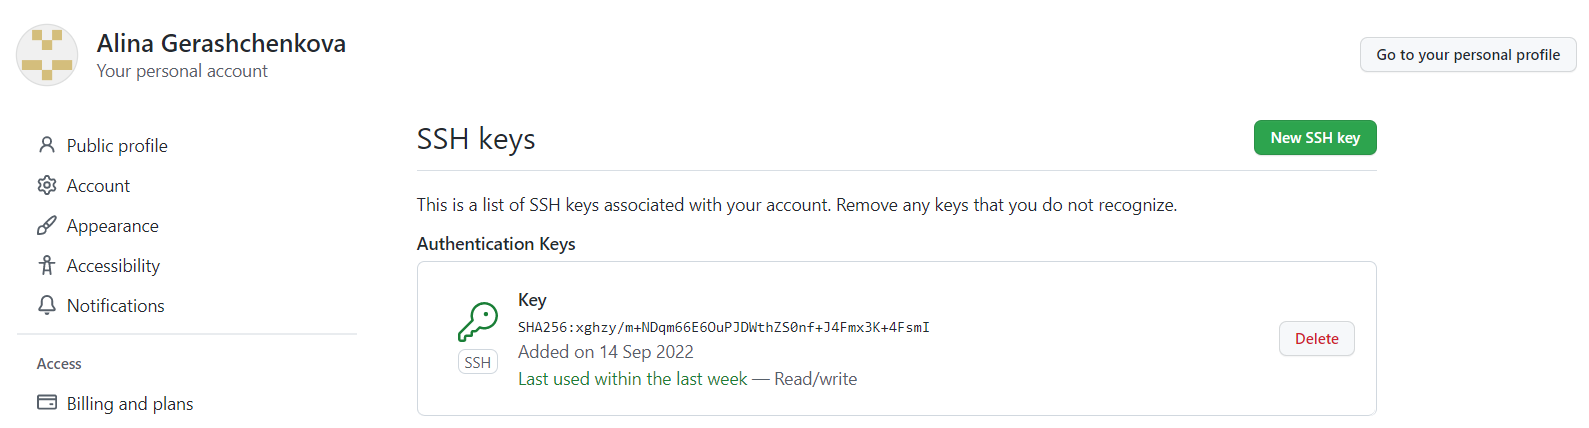 Alina Gerashchenkova
Your personal account
Go to your personal profile
Public profile
Account
Appearance
Accessibility
Notifications
Access
Billing and plans
SSH keys
New SSH key
This is a list of SSH keys associated with your account. Remove any keys that you do not recognize.
Authentication Keys
Key
SHA256:xghzy/m+NDqm66E6OuPJDWthZS0nf+J4Fmx3K+4FsmI
SSH
Added on 14 Sep 2022
Last used within the last week — Read/write
Delete